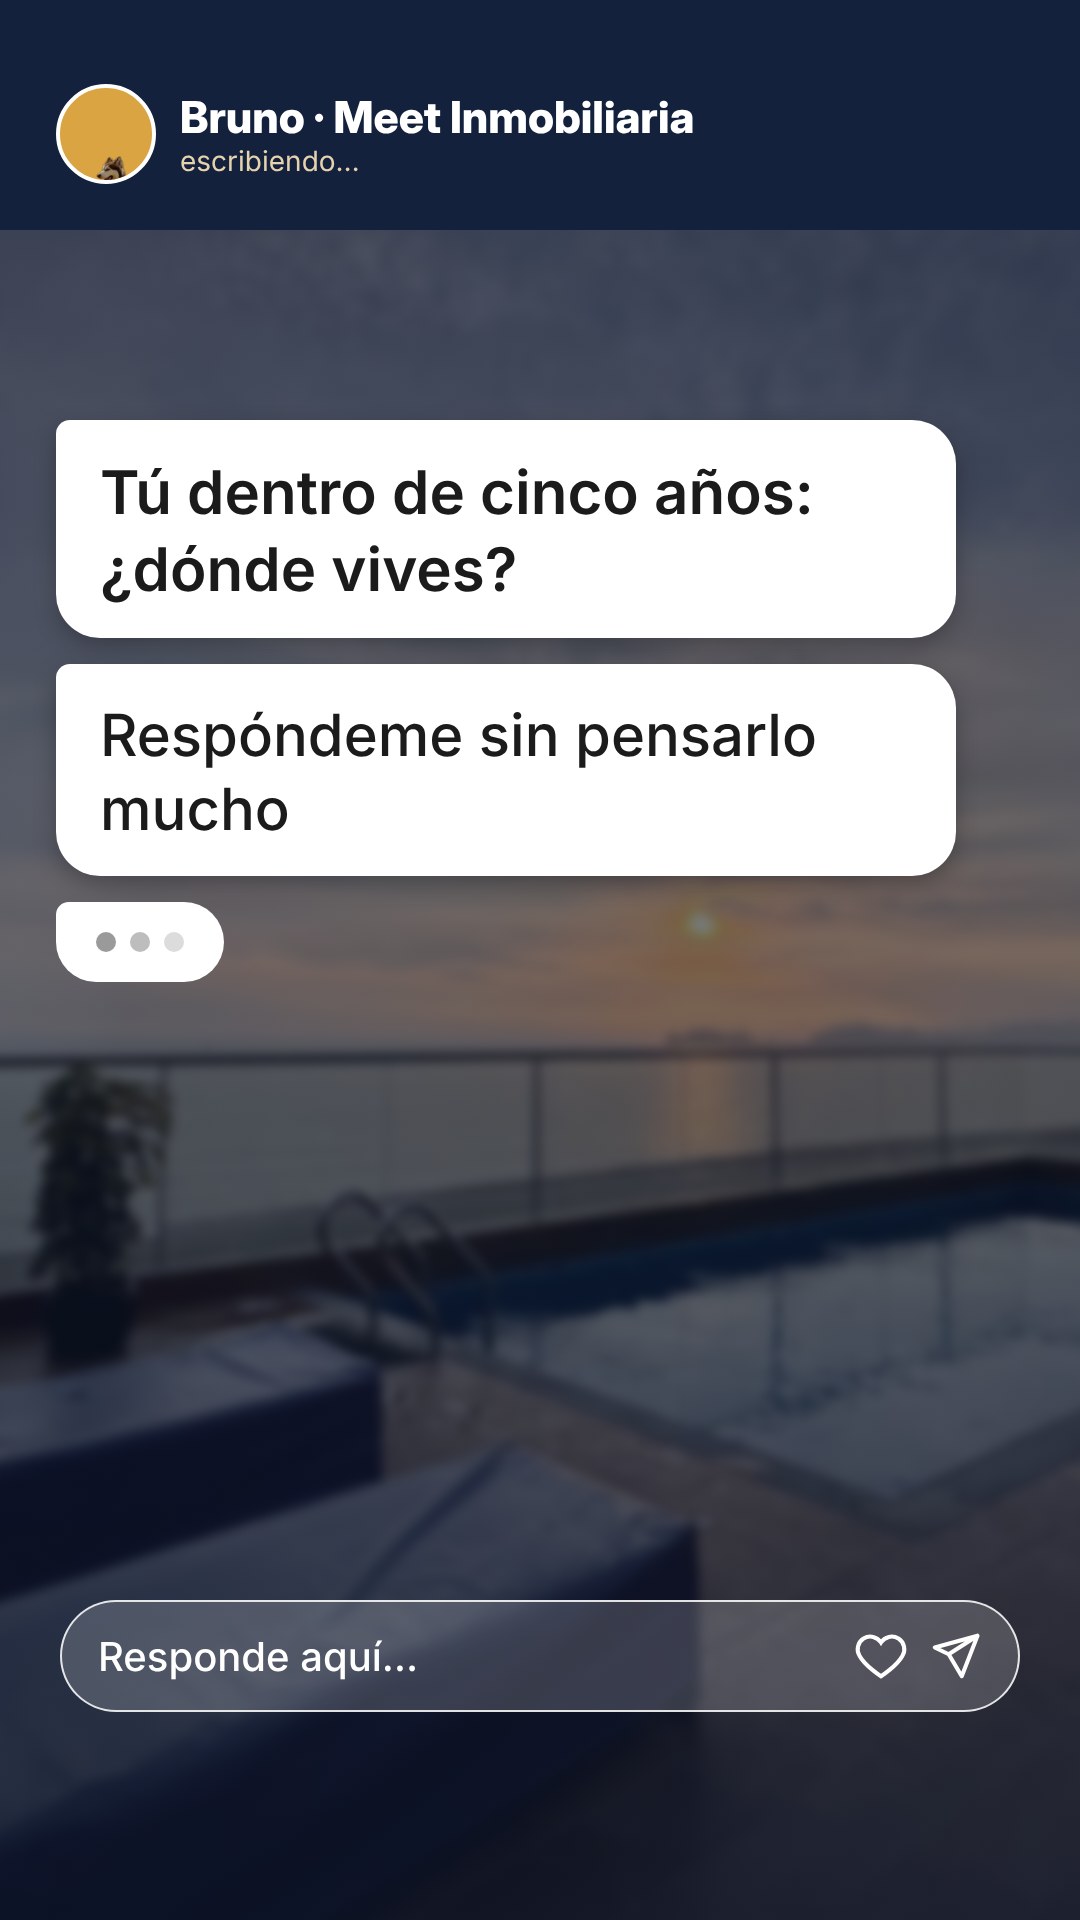 Bruno · Meet Inmobiliaria
escribiendo...
Tú dentro de cinco años:
¿dónde vives?
Respóndeme sin pensarlo
mucho
Responde aquí...